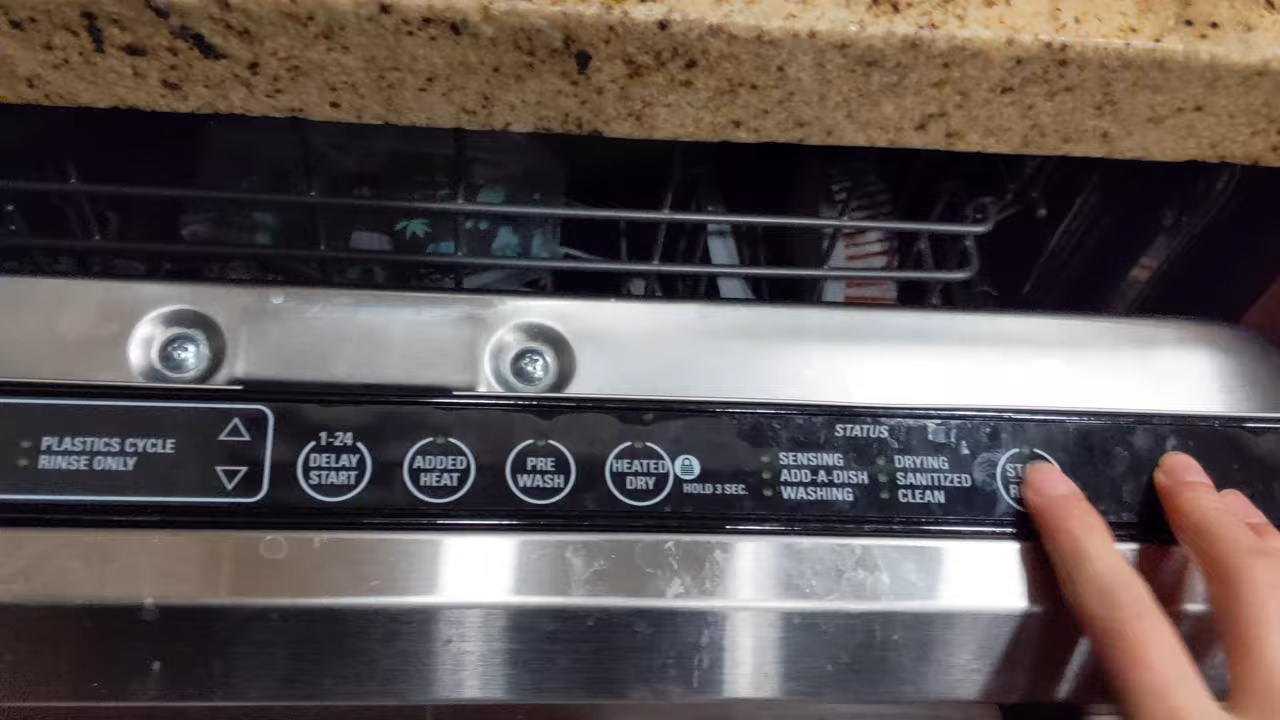 PLASTICS CYCLE
RINSE ONLY
1-24
DELAY
START
ADDED
HEAT
PRE
WASH
HEATED
DRY
HOLD 3 SEC.
STATUS
SENSING
ADD-A-DISH
WASHING
DRYING
SANITIZED
CLEAN